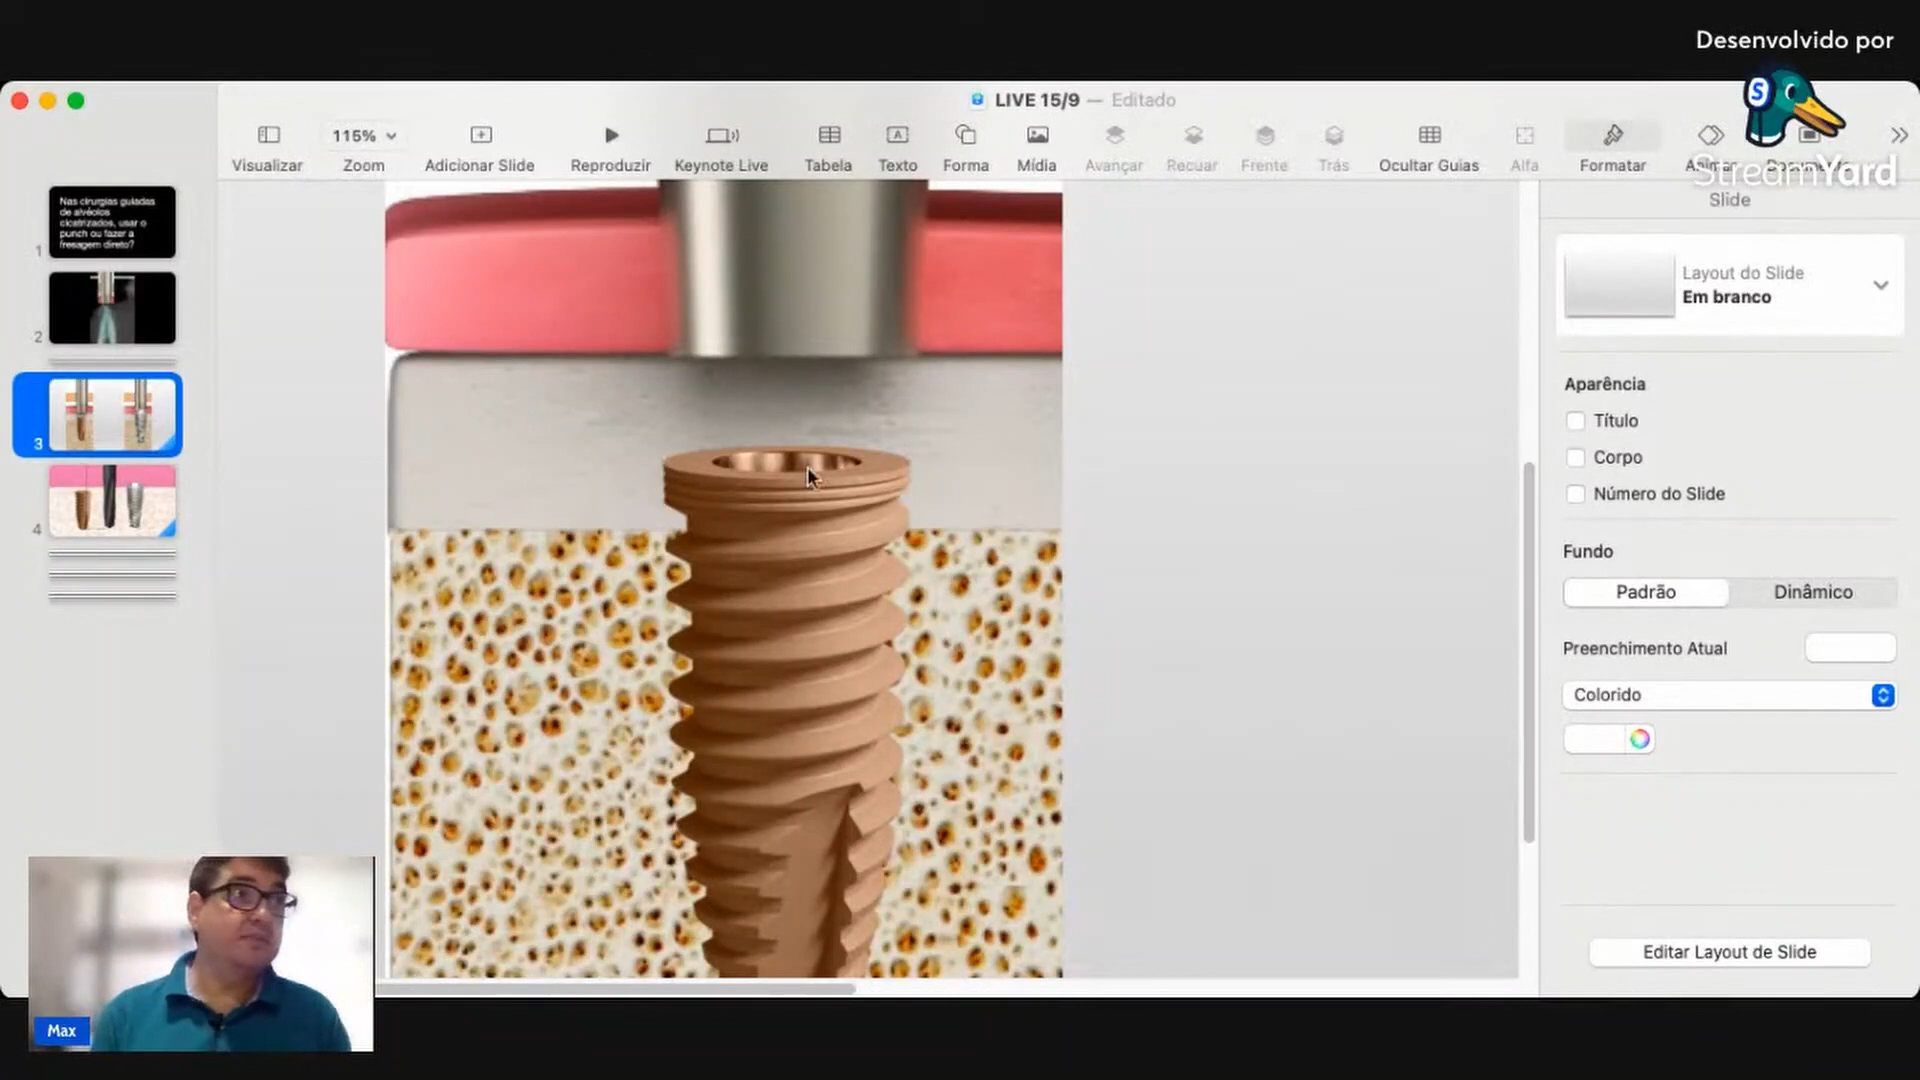 Desenvolvido por
StreamYard
LIVE 15/9 — Editado
115%
Visualizar Zoom Adicionar Slide Reproduzir Keynote Live Tabela Texto Forma Mídia Avançar Recuar Frente Trás Ocultar Guias Alfa Formatar
Slide
Nas cirurgias guiadas
de alvéolos
cicatrizados, usar o
punch ou fazer a
fresagem direto?
1
2
3
4
Layout do Slide
Em branco
Aparência
Título
Corpo
Número do Slide
Fundo
Padrão Dinâmico
Preenchimento Atual
Colorido
Editar Layout de Slide
Max